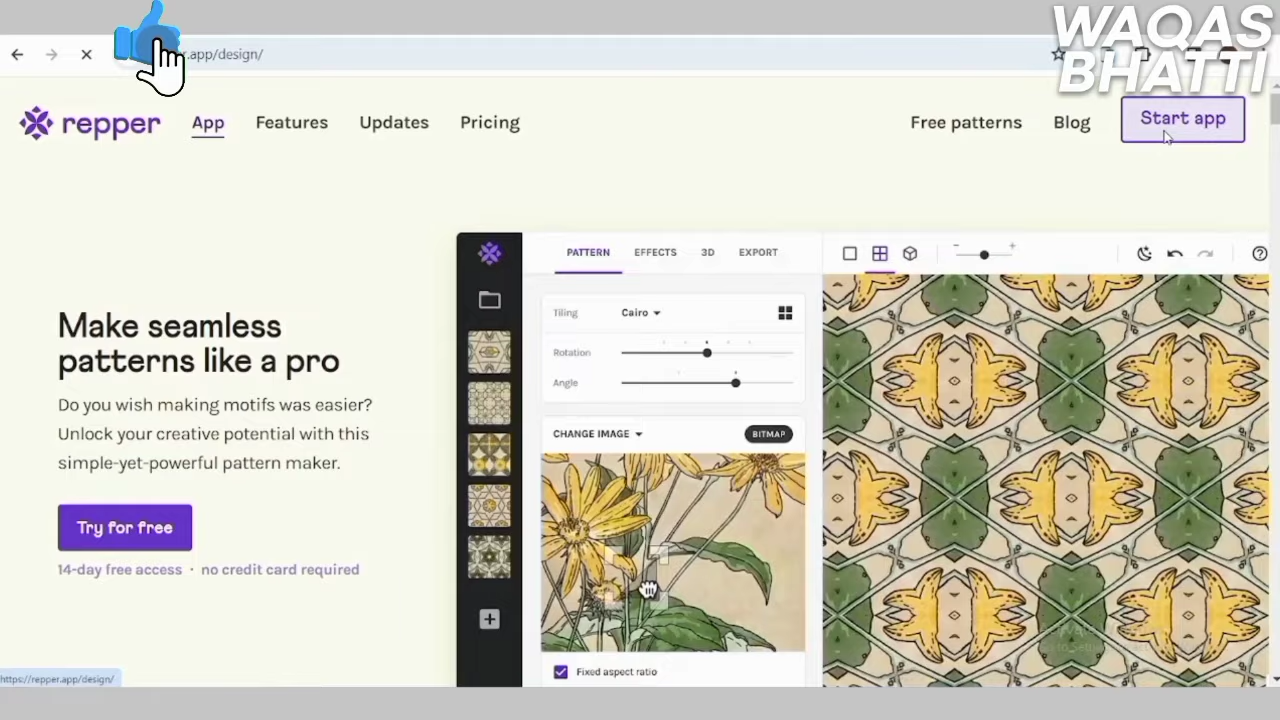 WAQAS
BHATTI
r.app/design/
repper
App
Features
Updates
Pricing
Free patterns
Blog
Start app
PATTERN
EFFECTS
3D
EXPORT
Tiling
Cairo
Rotation
Angle
CHANGE IMAGE
BITMAP
Fixed aspect ratio
Make seamless
patterns like a pro
Do you wish making motifs was easier?
Unlock your creative potential with this
simple-yet-powerful pattern maker.
Try for free
14-day free access · no credit card required
https://repper.app/design/